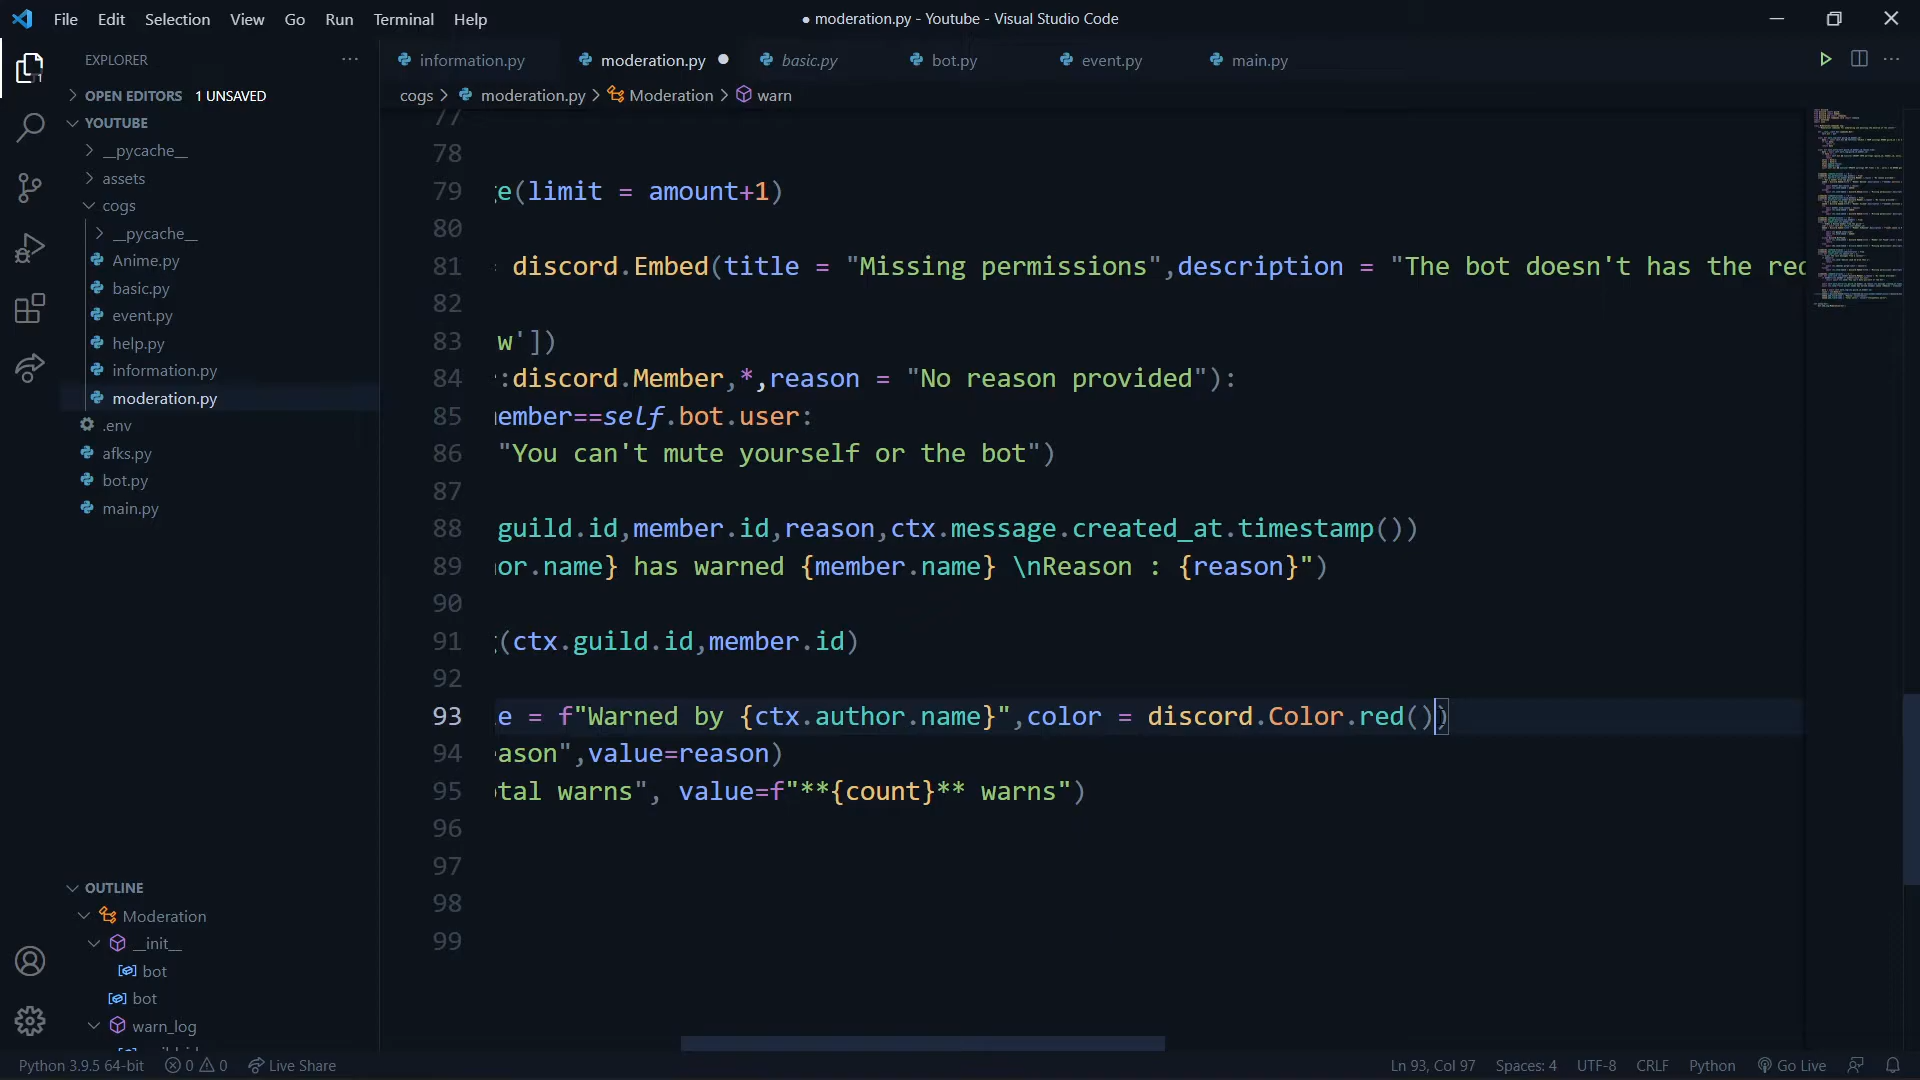 File Edit Selection View Go Run Terminal Help
● moderation.py - Youtube - Visual Studio Code
EXPLORER
information.py moderation.py basic.py bot.py event.py main.py
OPEN EDITORS 1 UNSAVED
cogs > moderation.py > Moderation > warn
YOUTUBE
__pycache__
assets
cogs
__pycache__
Anime.py
basic.py
event.py
help.py
information.py
moderation.py
.env
afks.py
bot.py
main.py
OUTLINE
Moderation
__init__
bot
bot
warn_log
77
78
79 e(limit = amount+1)
80
81 discord.Embed(title = "Missing permissions",description = "The bot doesn't has the req
82
83 w'])
84 :discord.Member,*,reason = "No reason provided"):
85 ember==self.bot.user:
86 "You can't mute yourself or the bot")
87
88 guild.id,member.id,reason,ctx.message.created_at.timestamp())
89 or.name} has warned {member.name} \nReason : {reason}")
90
91 (ctx.guild.id,member.id)
92
93 e = f"Warned by {ctx.author.name}",color = discord.Color.red())
94 ason",value=reason)
95 tal warns", value=f"**{count}** warns")
96
97
98
99
Python 3.9.5 64-bit 0 0 Live Share
Ln 93, Col 97 Spaces: 4 UTF-8 CRLF Python Go Live